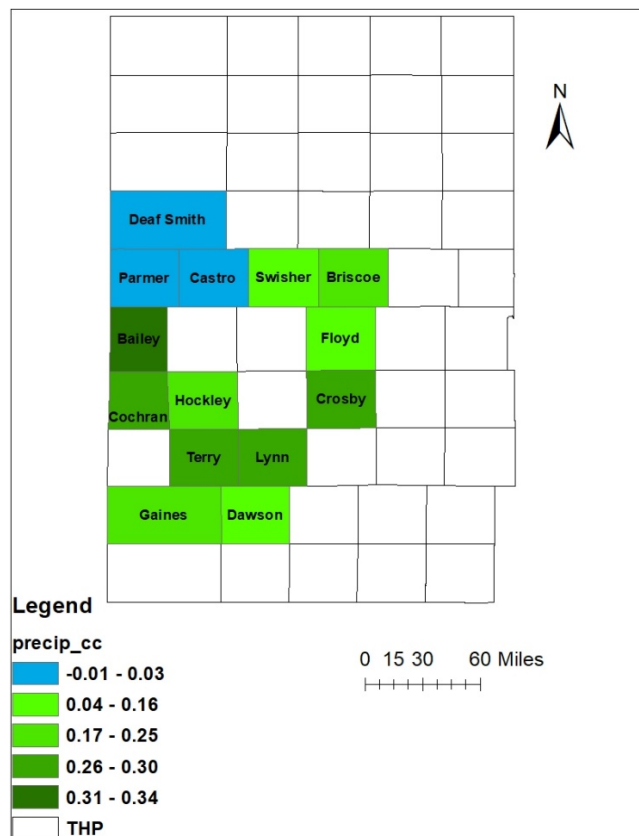 N
Deaf Smith
Parmer Castro Swisher Briscoe
Bailey Floyd
Cochran Hockley Crosby
Terry Lynn
Gaines Dawson
Legend
precip_cc
-0.01 - 0.03
0.04 - 0.16
0.17 - 0.25
0.26 - 0.30
0.31 - 0.34
THP
0 15 30 60 Miles